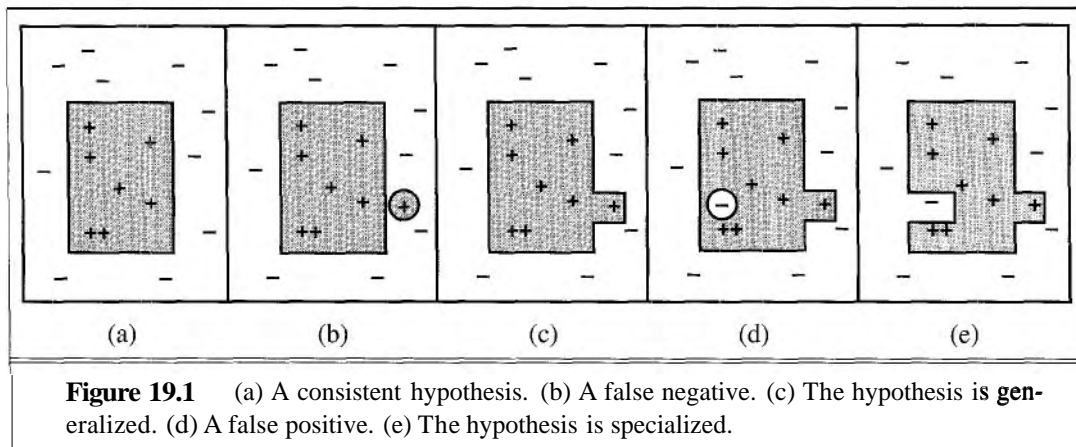 (a) (b) (c) (d) (e)
Figure 19.1 (a) A consistent hypothesis. (b) A false negative. (c) The hypothesis is gen-
eralized. (d) A false positive. (e) The hypothesis is specialized.